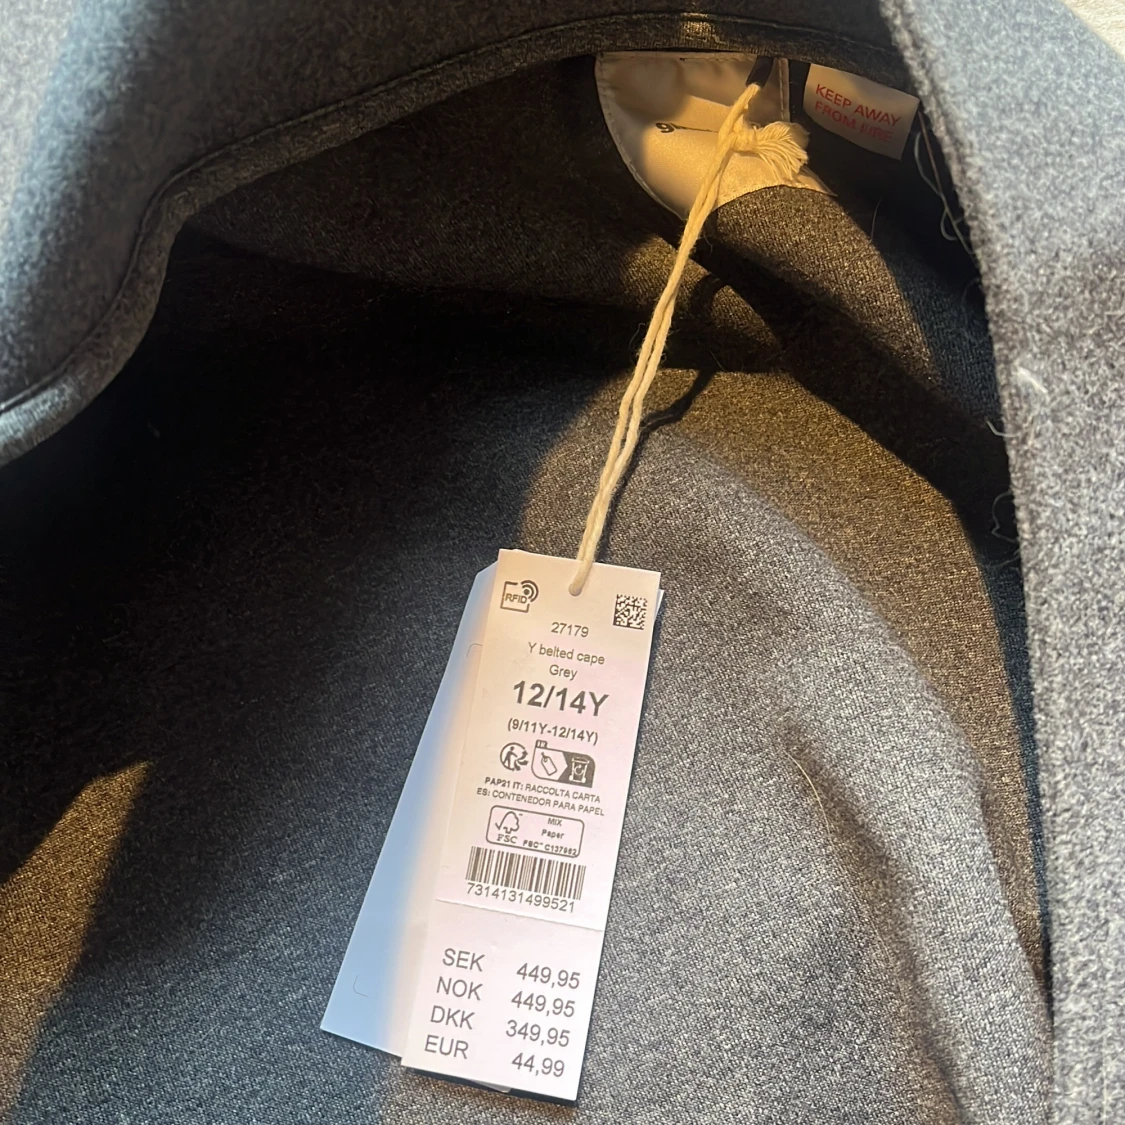 KEEP AWAY
FROM FIRE
RFID
27179
Y belted cape
Grey
12/14Y
(9/11Y-12/14Y)
PAP21 IT: RACCOLTA CARTA
ES: CONTENEDOR PARA PAPEL
MIX
Paper
FSC
FSC™ C137982
7314131499521
SEK 449,95
NOK 449,95
DKK 349,95
EUR 44,99